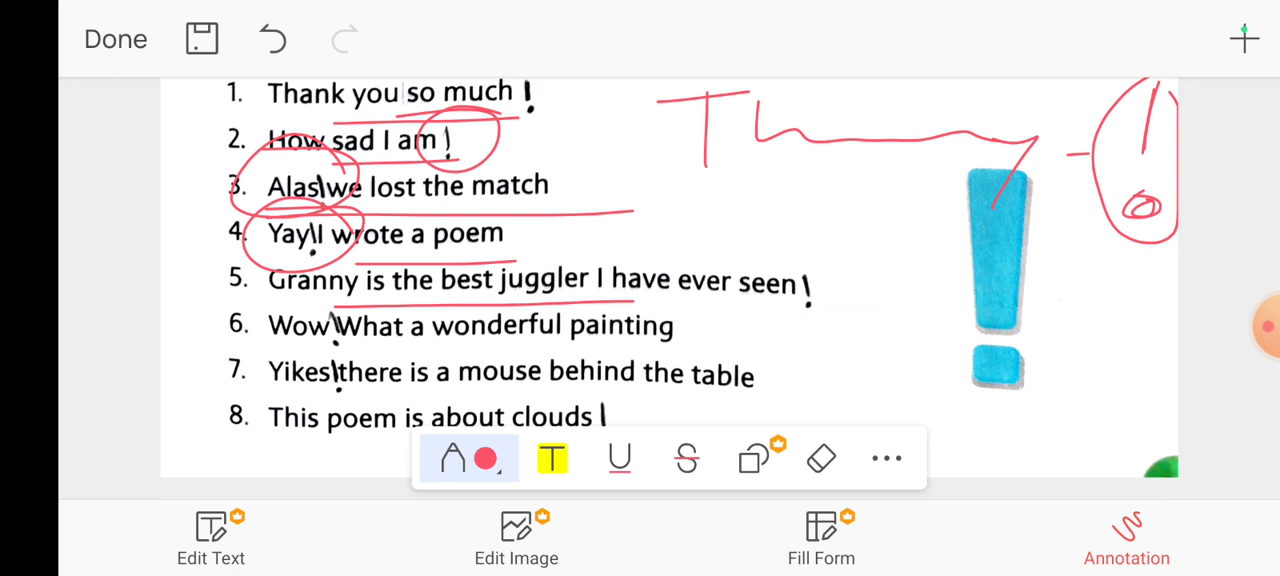 Done
1. Thank you so much!
2. How sad I am!
3. Alas!we lost the match
4. Yay!I wrote a poem
5. Granny is the best juggler I have ever seen!
6. Wow!What a wonderful painting
7. Yikes!there is a mouse behind the table
8. This poem is about clouds!
!
T U S
Edit Text
Edit Image
Fill Form
Annotation